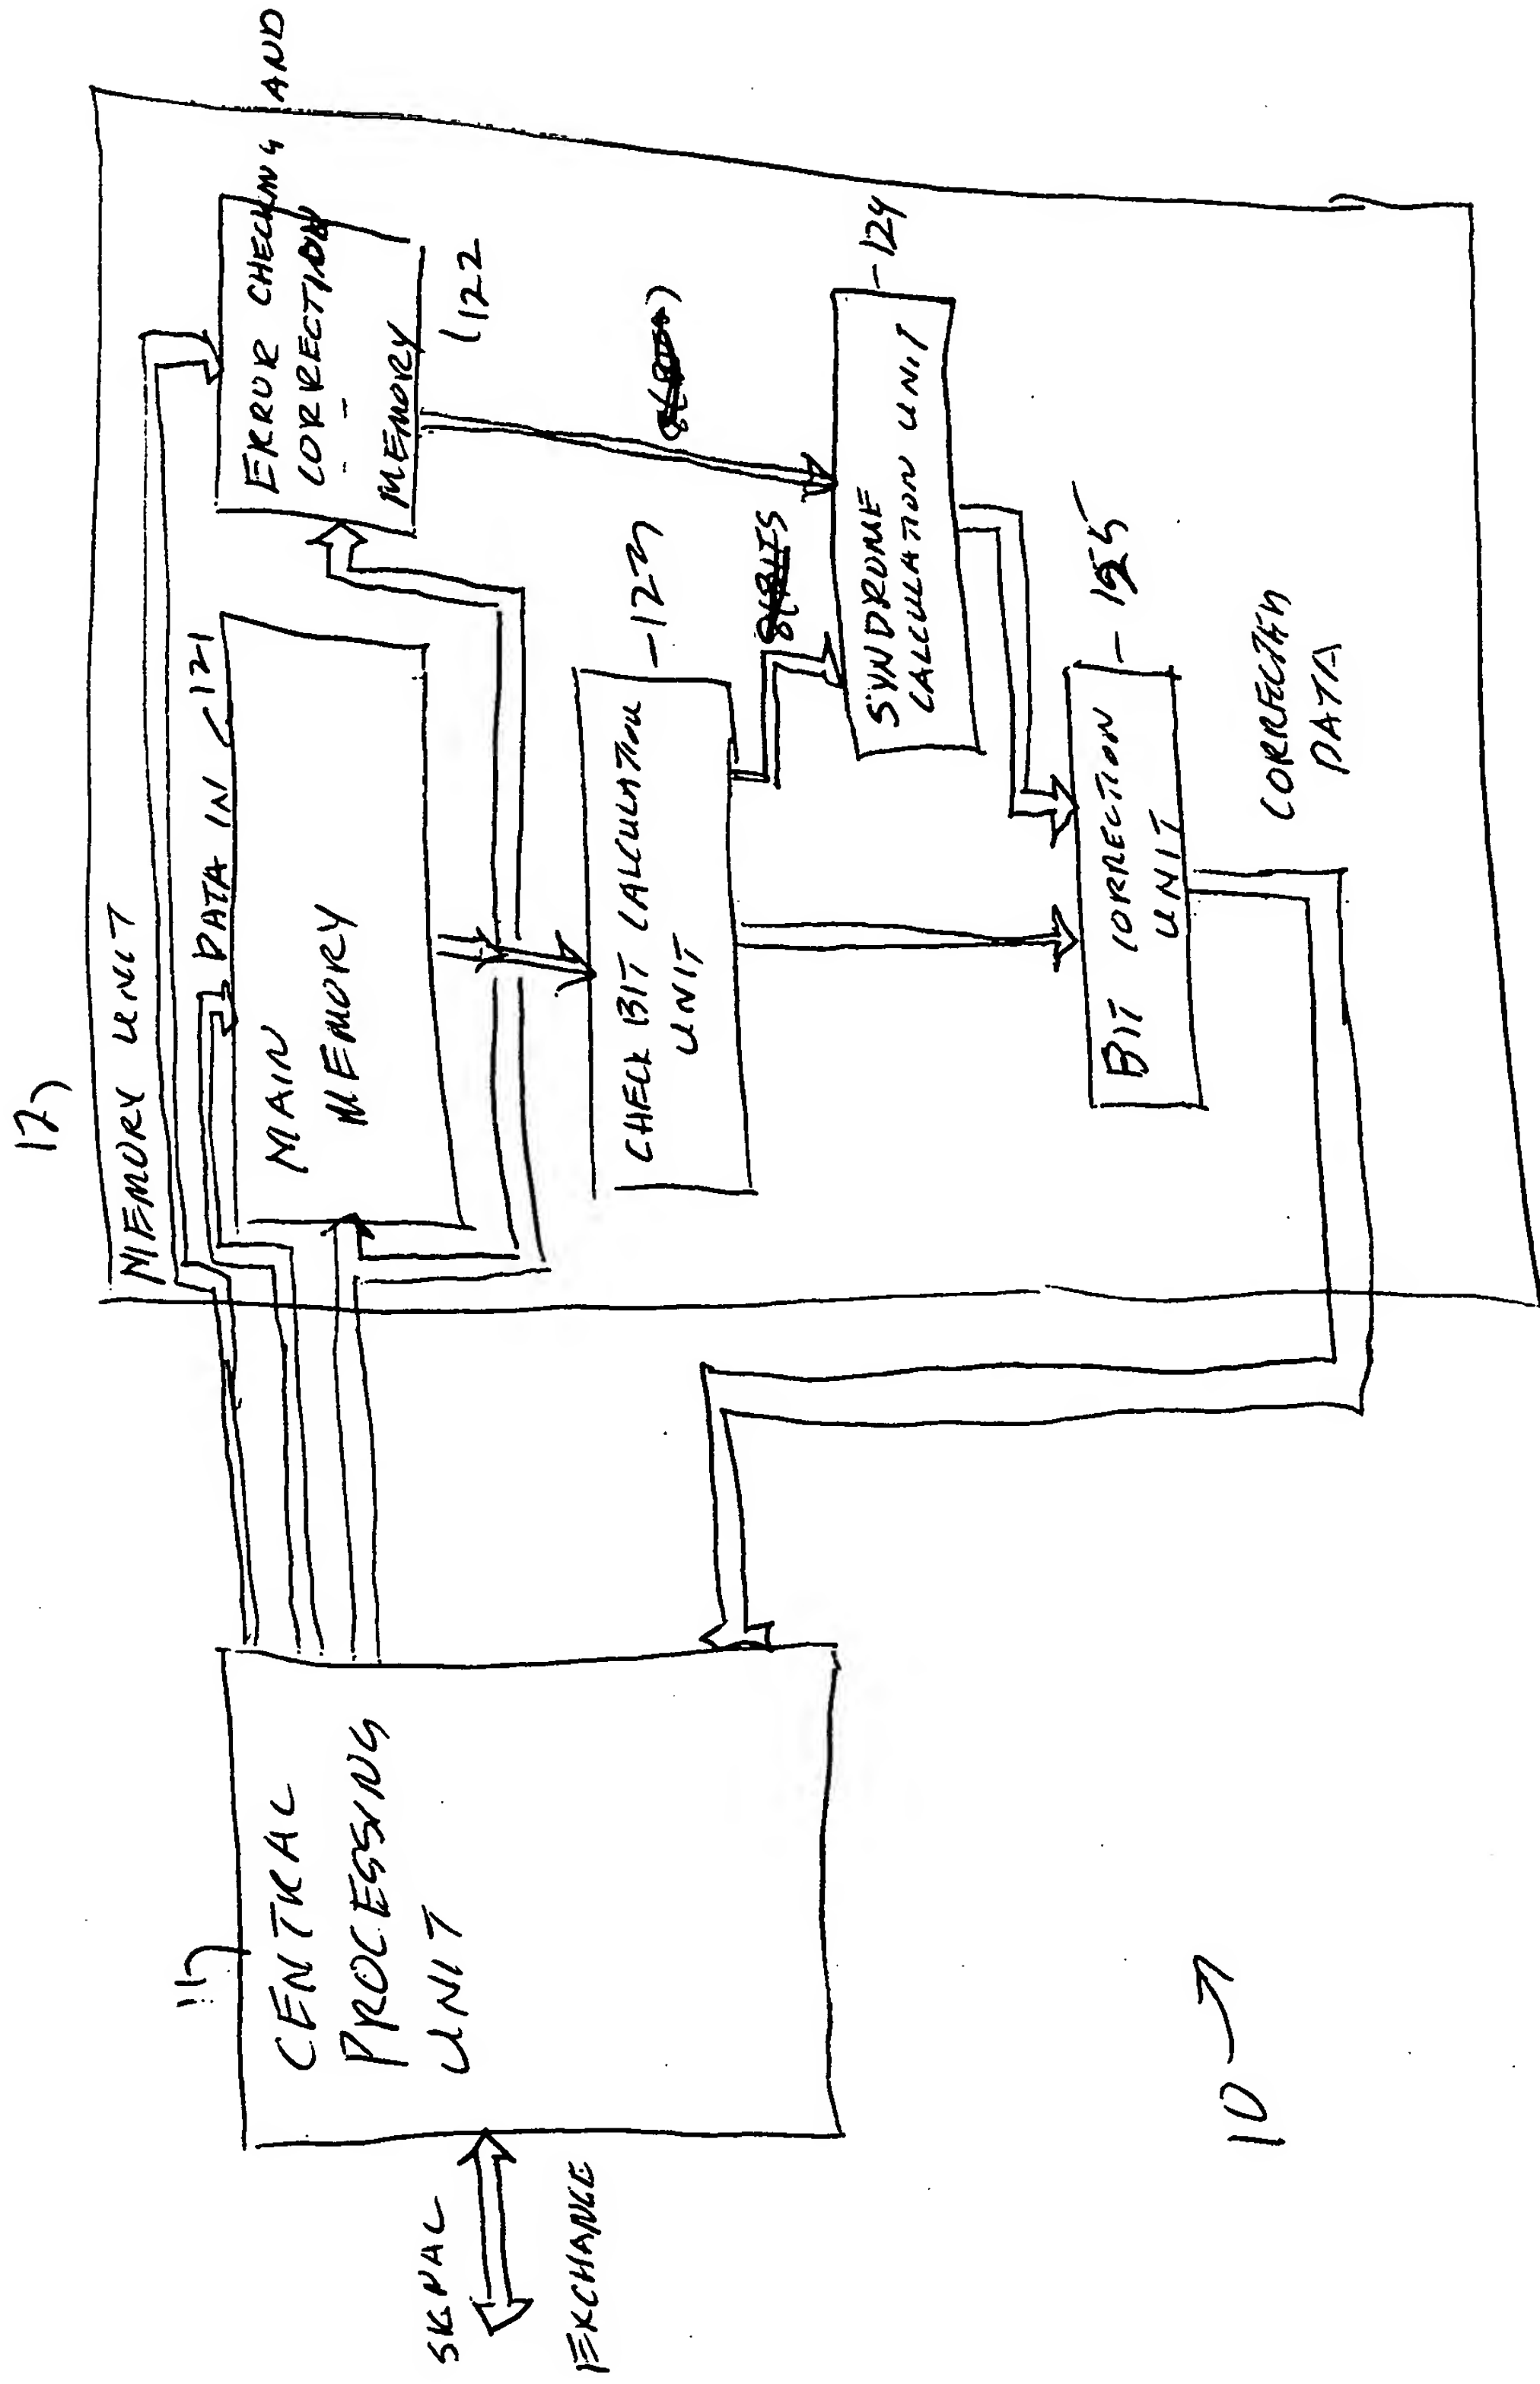 12
MEMORY UNIT
DATA IN
121
ERROR CHECKING AND
CORRECTION
MEMORY
122
MAIN
MEMORY
11
CENTRAL
PROCESSING
UNIT
SIGNAL
EXCHANGE
CHECK BIT CALCULATION
UNIT
123
SYNDROME
CALCULATION UNIT
124
BIT CORRECTION
UNIT
CORRECTED
DATA
10